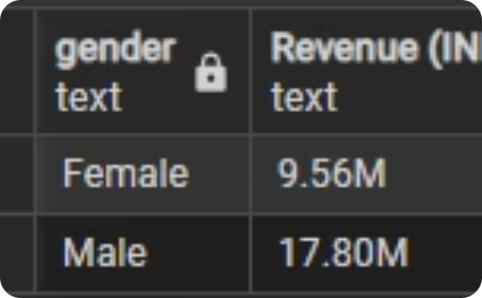 gender Revenue (IN
text text
Female 9.56M
Male 17.80M